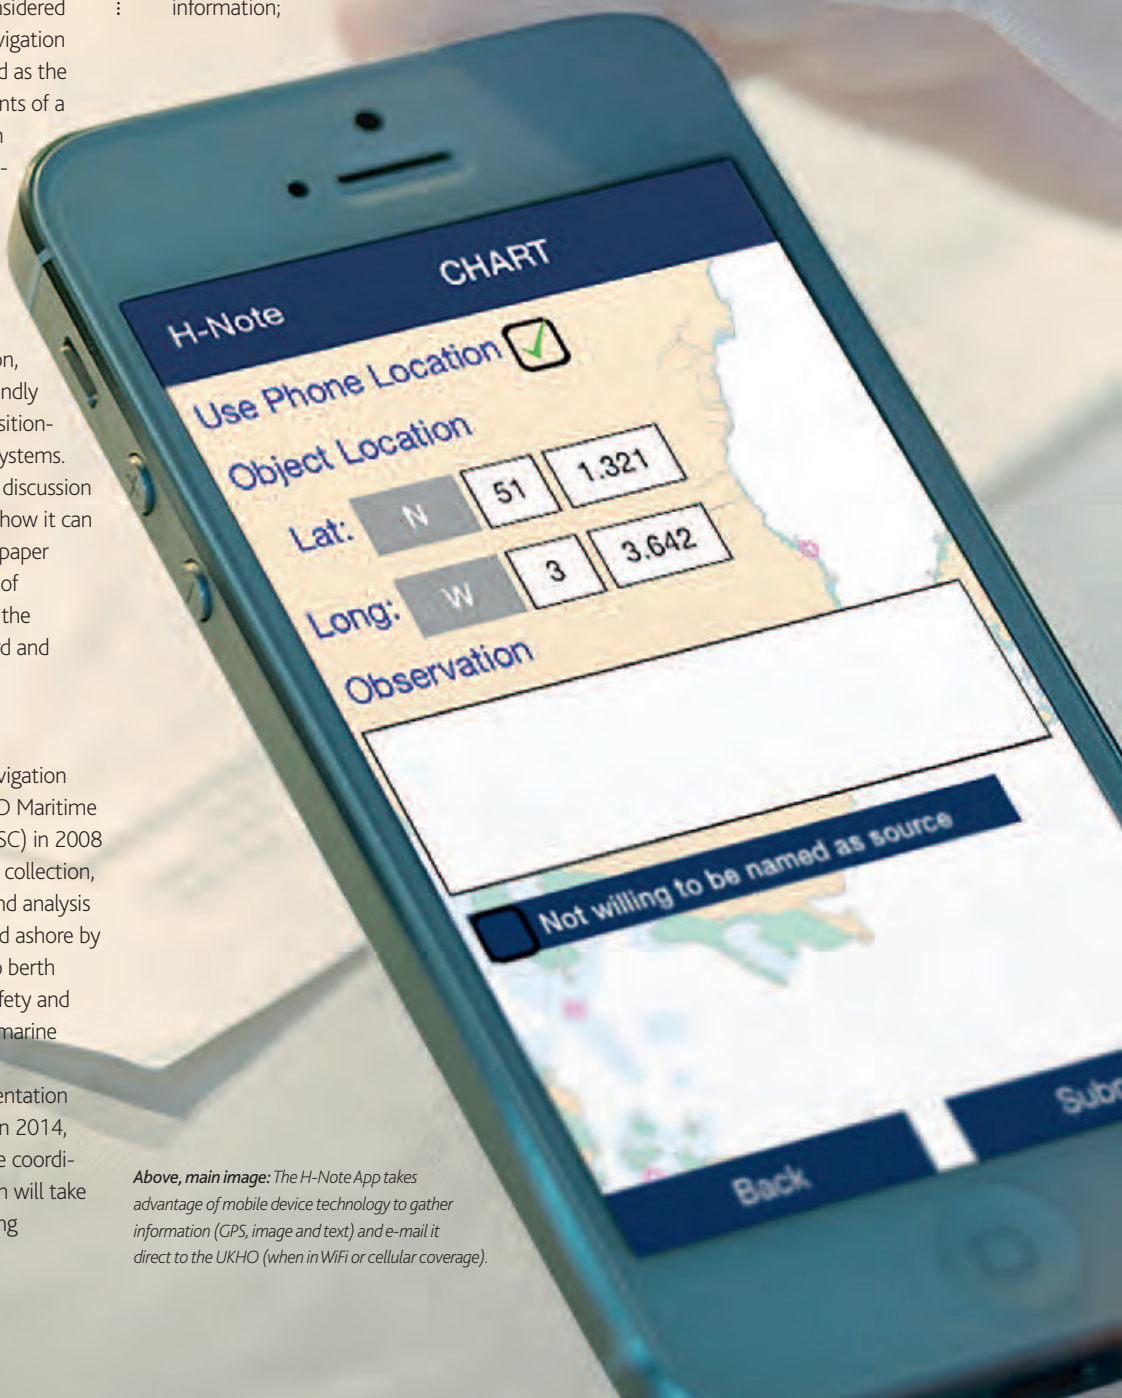 nsidered
vigation
d as the
nts of a
n
-
on,
ndly
sition-
ystems.
discussion
how it can
paper
of
the
rd and
vigation
O Maritime
SC) in 2008
collection,
nd analysis
d ashore by
o berth
fety and
marine
entation
n 2014,
e coordi-
n will take
ng
information;
CHART
H-Note
Use Phone Location
Object Location
Lat: N 51 1.321
Long: W 3 3.642
Observation
Not willing to be named as source
Back
Subm
Above, main image: The H-Note App takes
advantage of mobile device technology to gather
information (GPS, image and text) and e-mail it
direct to the UKHO (when in WiFi or cellular coverage).